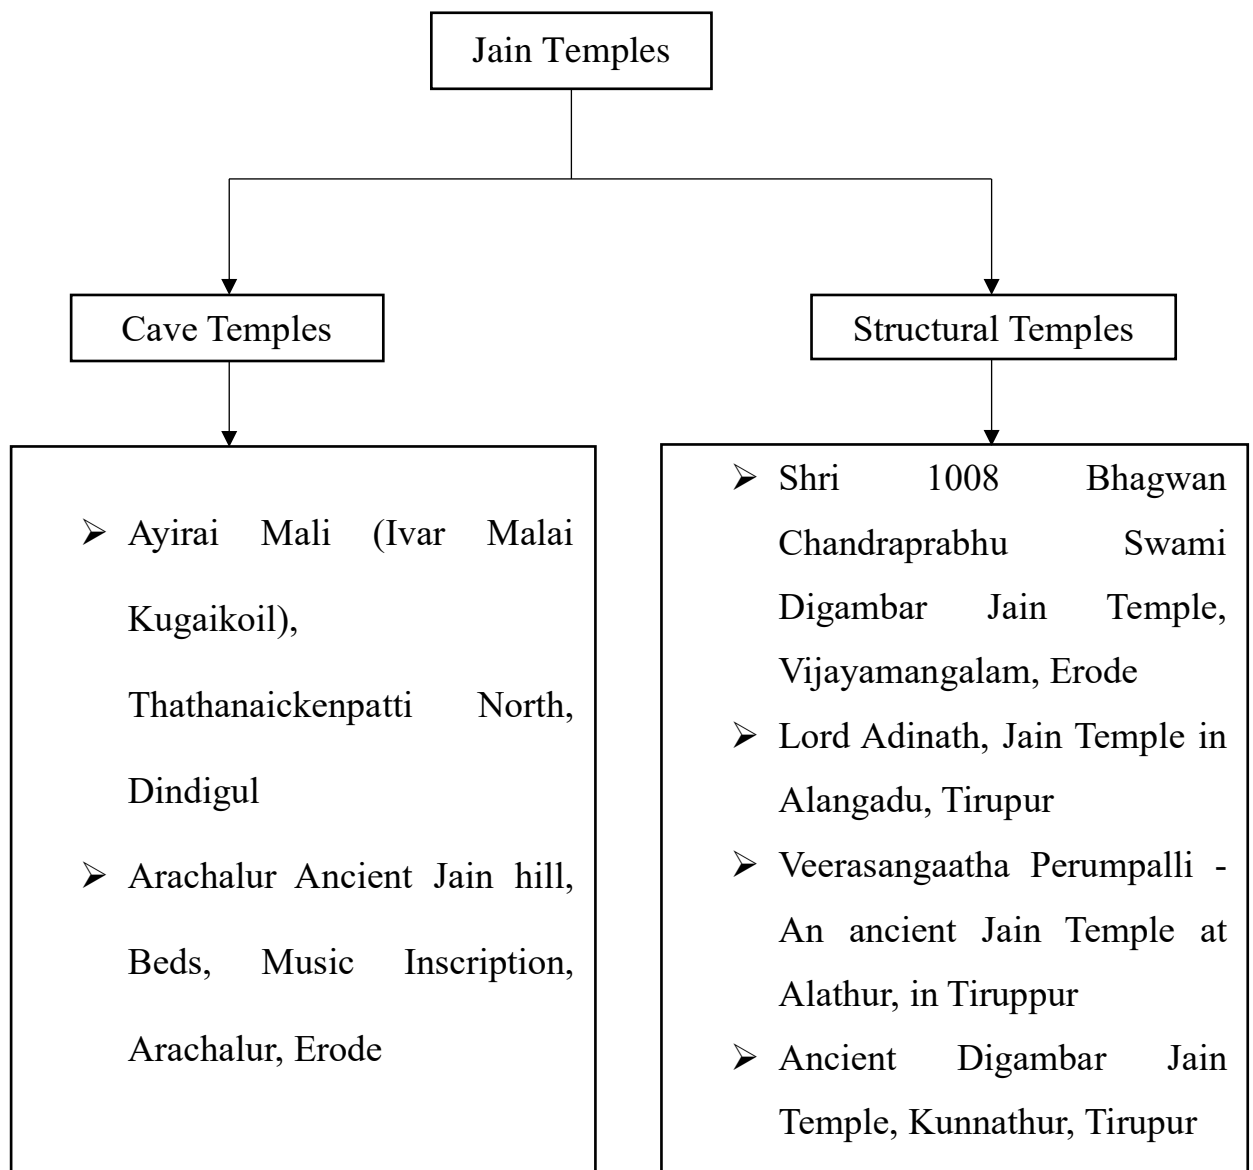 Jain Temples
Cave Temples
Structural Temples
➢ Ayirai Mali (Ivar Malai
Kugaikoil),
Thathanaickenpatti North,
Dindigul
➢ Arachalur Ancient Jain hill,
Beds, Music Inscription,
Arachalur, Erode
➢ Shri 1008 Bhagwan
Chandraprabhu Swami
Digambar Jain Temple,
Vijayamangalam, Erode
➢ Lord Adinath, Jain Temple in
Alangadu, Tirupur
➢ Veerasangaatha Perumpalli -
An ancient Jain Temple at
Alathur, in Tiruppur
➢ Ancient Digambar Jain
Temple, Kunnathur, Tirupur